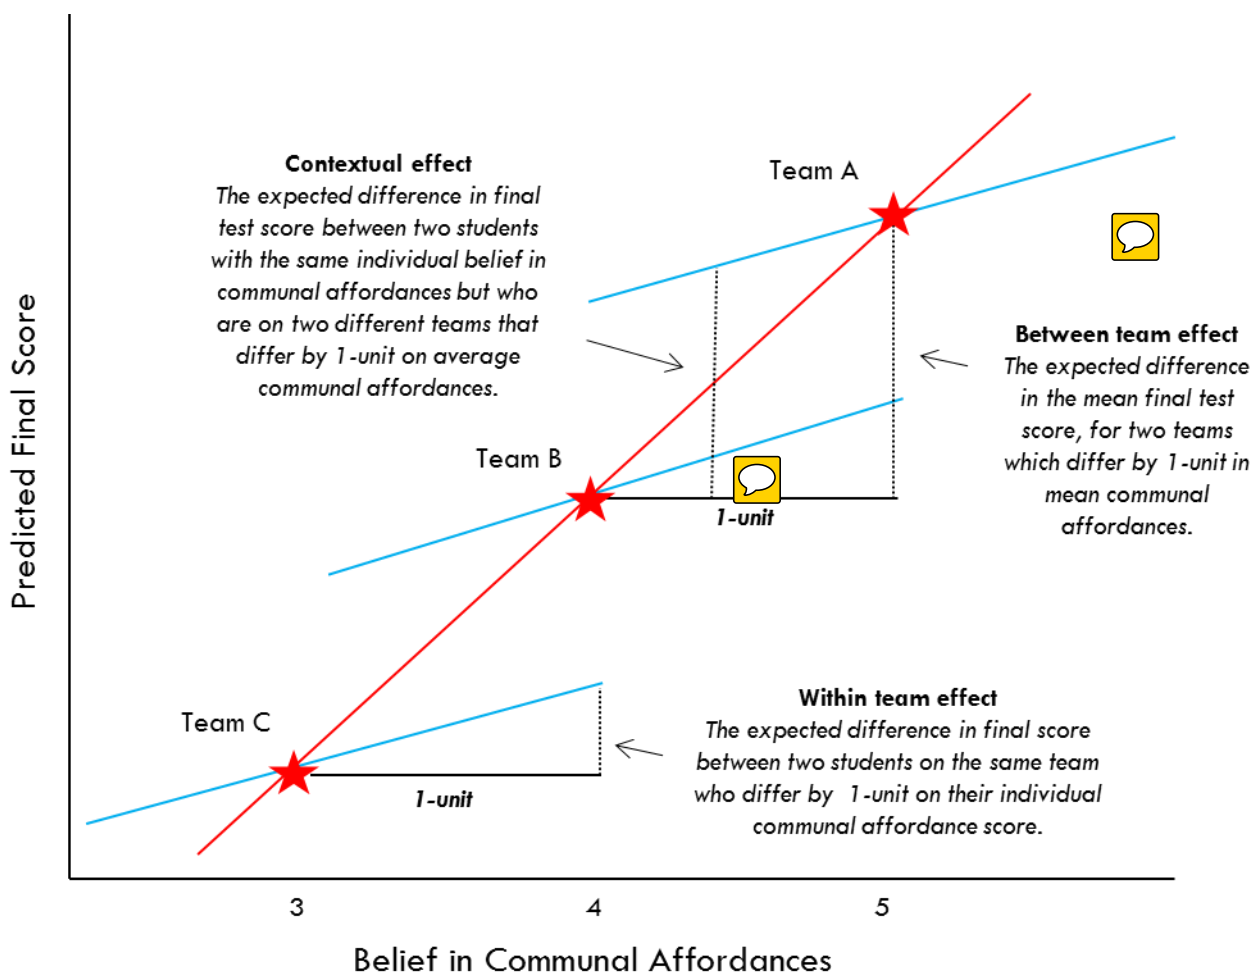 Contextual effect
The expected difference in final
test score between two students
with the same individual belief in
communal affordances but who
are on two different teams that
differ by 1-unit on average
communal affordances.
Team A
Between team effect
The expected difference
in the mean final test
score, for two teams
which differ by 1-unit in
mean communal
affordances.
Team B
1-unit
Team C
1-unit
Within team effect
The expected difference in final score
between two students on the same team
who differ by 1-unit on their individual
communal affordance score.
Predicted Final Score
3 4 5
Belief in Communal Affordances